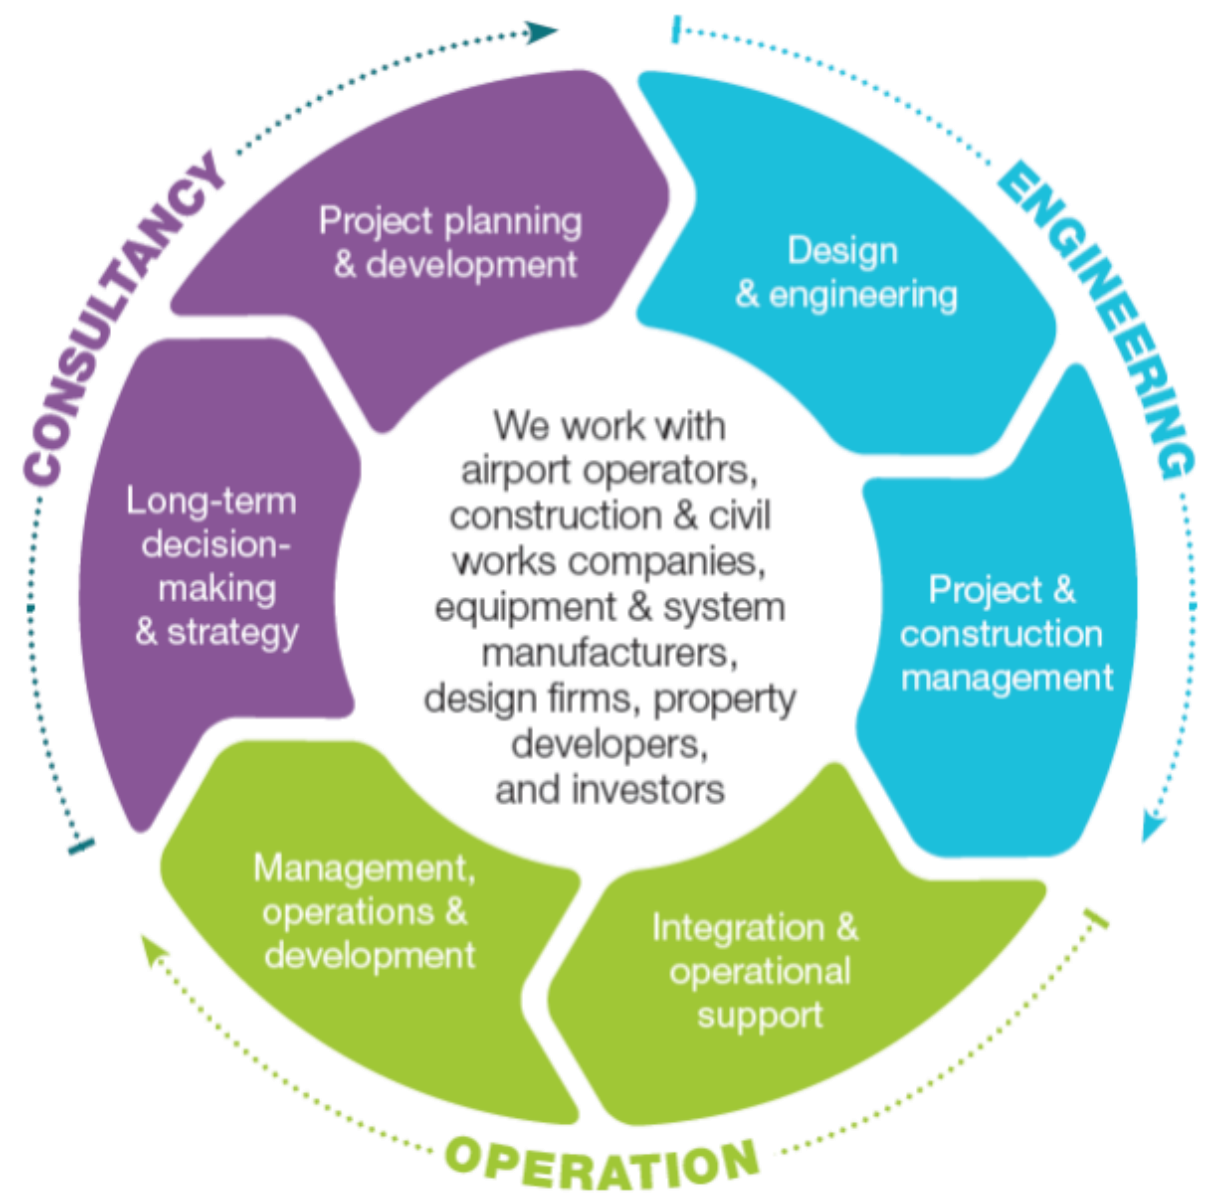 CONSULTANCY
Project planning
& development
Long-term
decision-
making
& strategy
ENGINEERING
Design
& engineering
Project &
construction
management
We work with
airport operators,
construction & civil
works companies,
equipment & system
manufacturers,
design firms, property
developers,
and investors
Management,
operations &
development
Integration &
operational
support
OPERATION